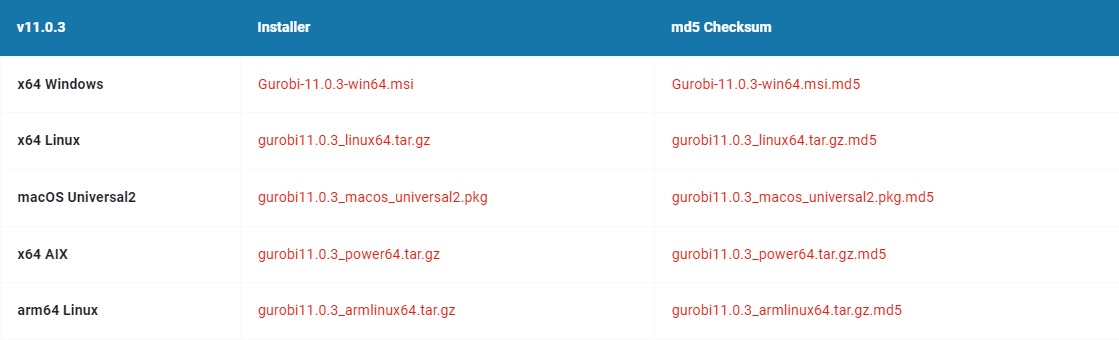 v11.0.3 Installer md5 Checksum
x64 Windows Gurobi-11.0.3-win64.msi Gurobi-11.0.3-win64.msi.md5
x64 Linux gurobi11.0.3_linux64.tar.gz gurobi11.0.3_linux64.tar.gz.md5
macOS Universal2 gurobi11.0.3_macos_universal2.pkg gurobi11.0.3_macos_universal2.pkg.md5
x64 AIX gurobi11.0.3_power64.tar.gz gurobi11.0.3_power64.tar.gz.md5
arm64 Linux gurobi11.0.3_armlinux64.tar.gz gurobi11.0.3_armlinux64.tar.gz.md5